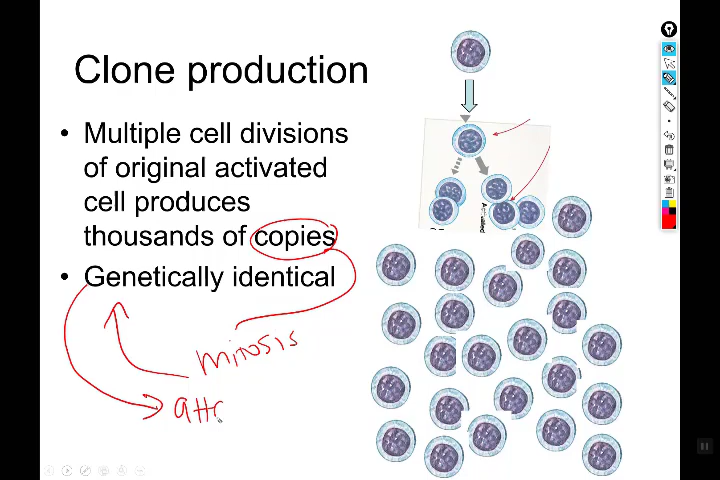 Clone production
• Multiple cell divisions
of original activated
cell produces
thousands of copies
• Genetically identical
mitosis